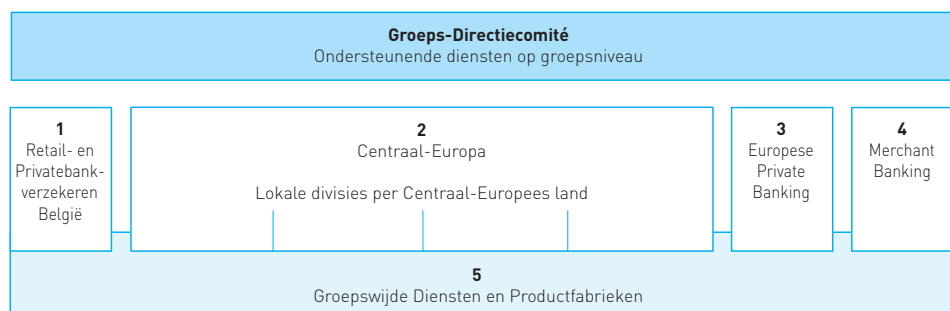 Groeps-Directiecomité
Ondersteunende diensten op groepsniveau
1
Retail- en
Privatebank-
verzekeren
België
2
Centraal-Europa
Lokale divisies per Centraal-Europees land
3
Europese
Private
Banking
4
Merchant
Banking
5
Groepswijde Diensten en Productfabrieken